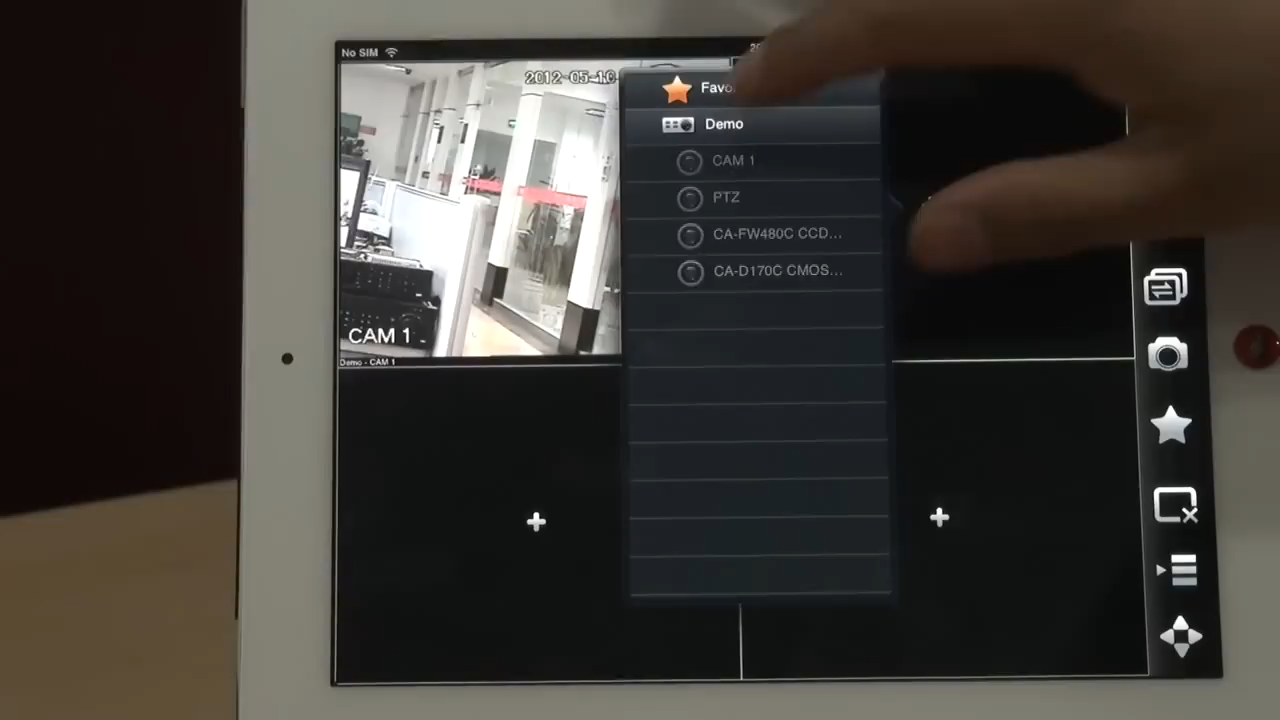 No SIM
2012-05-1
Demo
CAM 1
PTZ
CA-FW480C CCD...
CA-D170C CMOS...
CAM 1
Demo - CAM 1